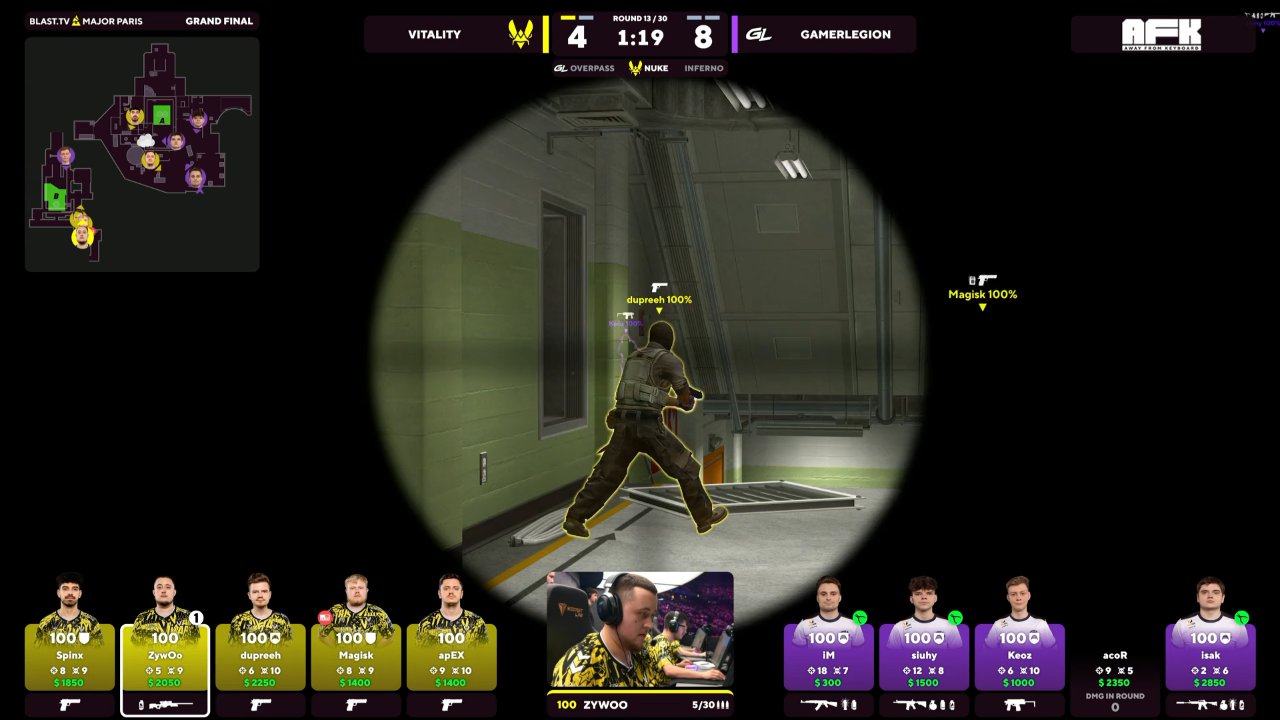 BLAST.TV MAJOR PARIS GRAND FINAL
VITALITY 4 ROUND 13 / 30 1:19 8 GL GAMERLEGION
AFK
AWAY FROM KEYBOARD
GL OVERPASS NUKE INFERNO
A
B
dupreeh 100%
Magisk 100%
100 100 100 100 100
Spinx ZywOo dupreeh Magisk apEX
8 9 5 9 6 10 8 9 9 10
$ 1850 $ 2050 $ 2250 $ 1400 $ 1400
1
100 ZYWOO 5/30
100 100 100 100
iM siuhy Keoz acoR isak
18 7 12 8 6 10 9 5 2 6
$ 300 $ 1500 $ 1000 $ 2350 $ 2850
DMG IN ROUND
0